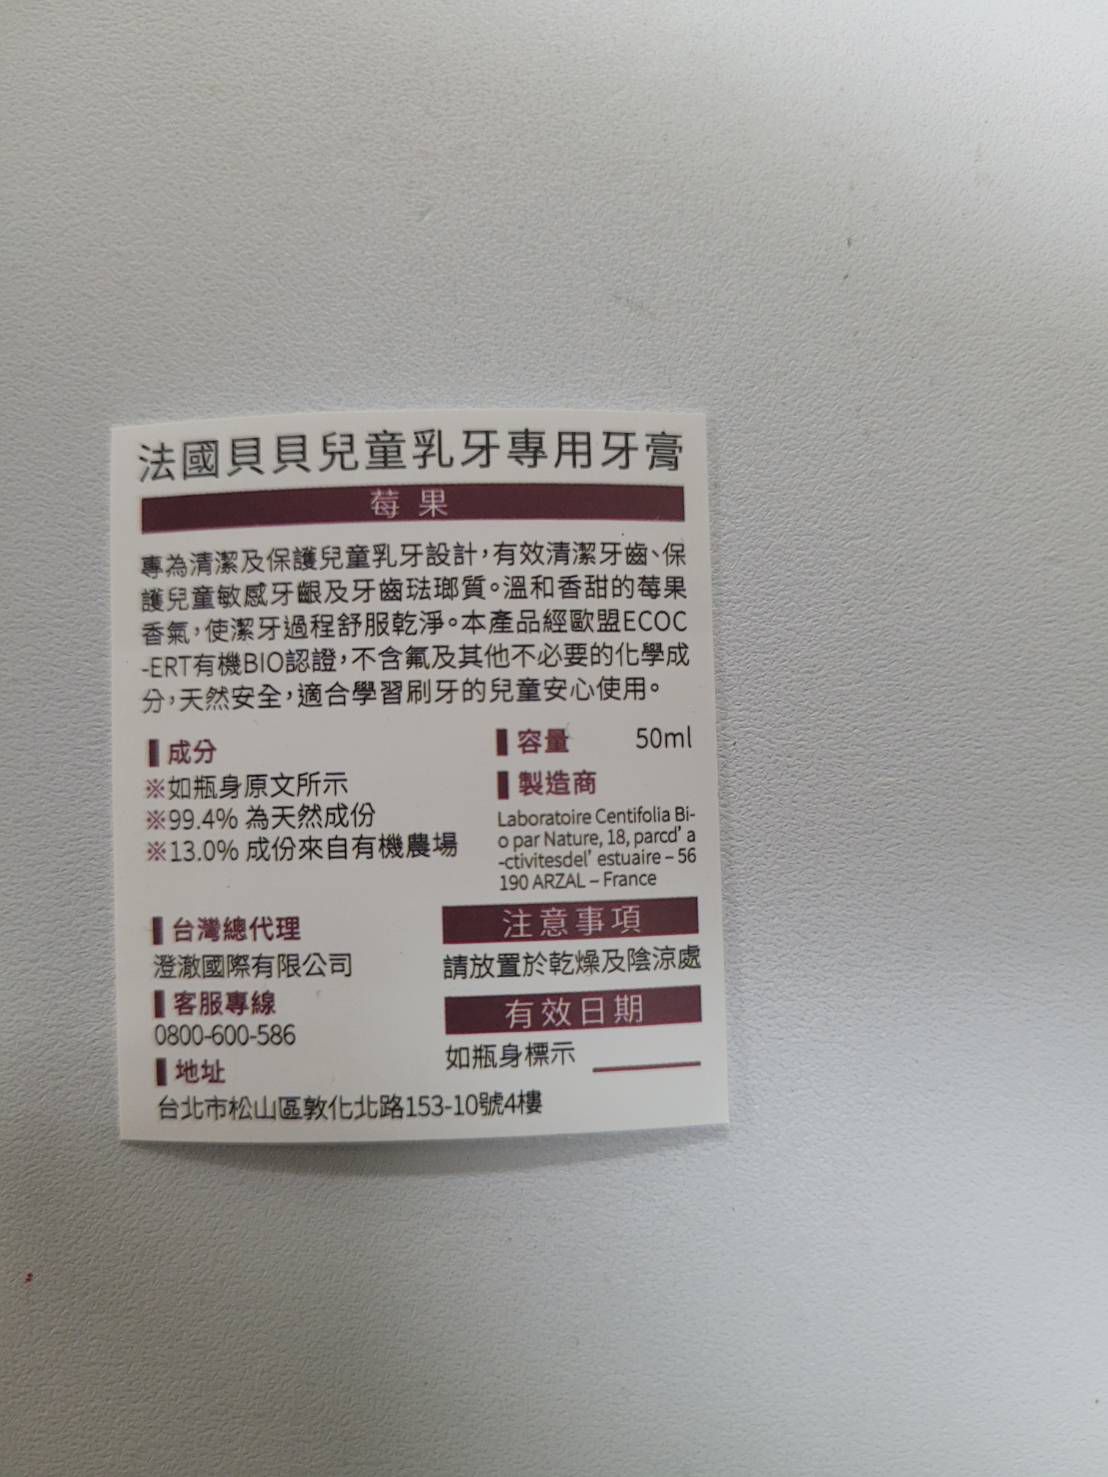 法國貝貝兒童乳牙專用牙膏
莓果
專為清潔及保護兒童乳牙設計，有效清潔牙齒、保
護兒童敏感牙齦及牙齒琺瑯質。溫和香甜的莓果
香氣，使潔牙過程舒服乾淨。本產品經歐盟ECOC
-ERT有機BIO認證，不含氟及其他不必要的化學成
分，天然安全，適合學習刷牙的兒童安心使用。
成分
※如瓶身原文所示
※99.4% 為天然成份
※13.0% 成份來自有機農場
容量 50ml
製造商
Laboratoire Centifolia Bi-
o par Nature, 18, parcd’ a
-ctivitesdel’ estuaire – 56
190 ARZAL – France
台灣總代理
澄澈國際有限公司
客服專線
0800-600-586
地址
台北市松山區敦化北路153-10號4樓
注意事項
請放置於乾燥及陰涼處
有效日期
如瓶身標示